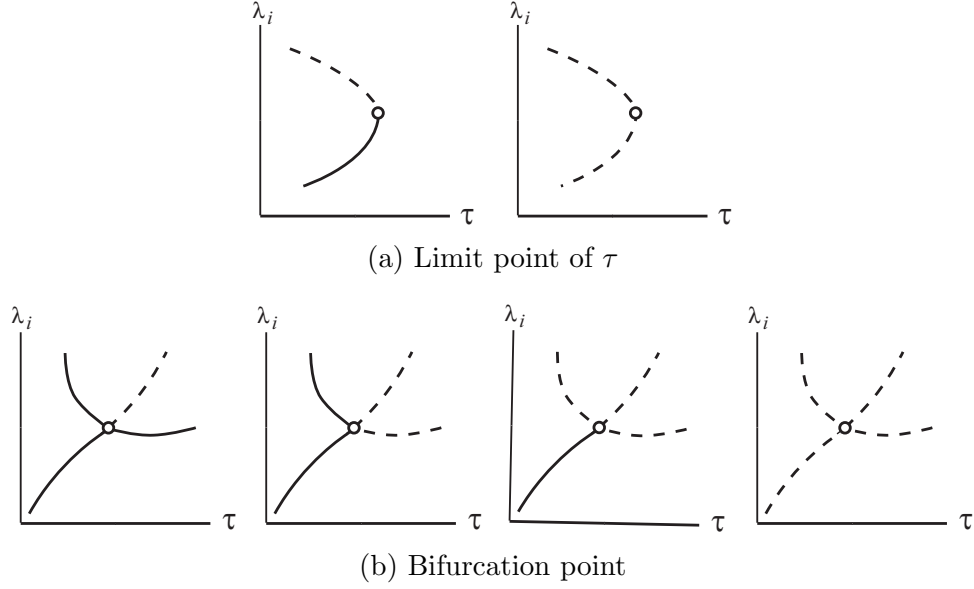 λᵢ λᵢ
τ τ
(a) Limit point of τ
λᵢ λᵢ λᵢ λᵢ
τ τ τ τ
(b) Bifurcation point